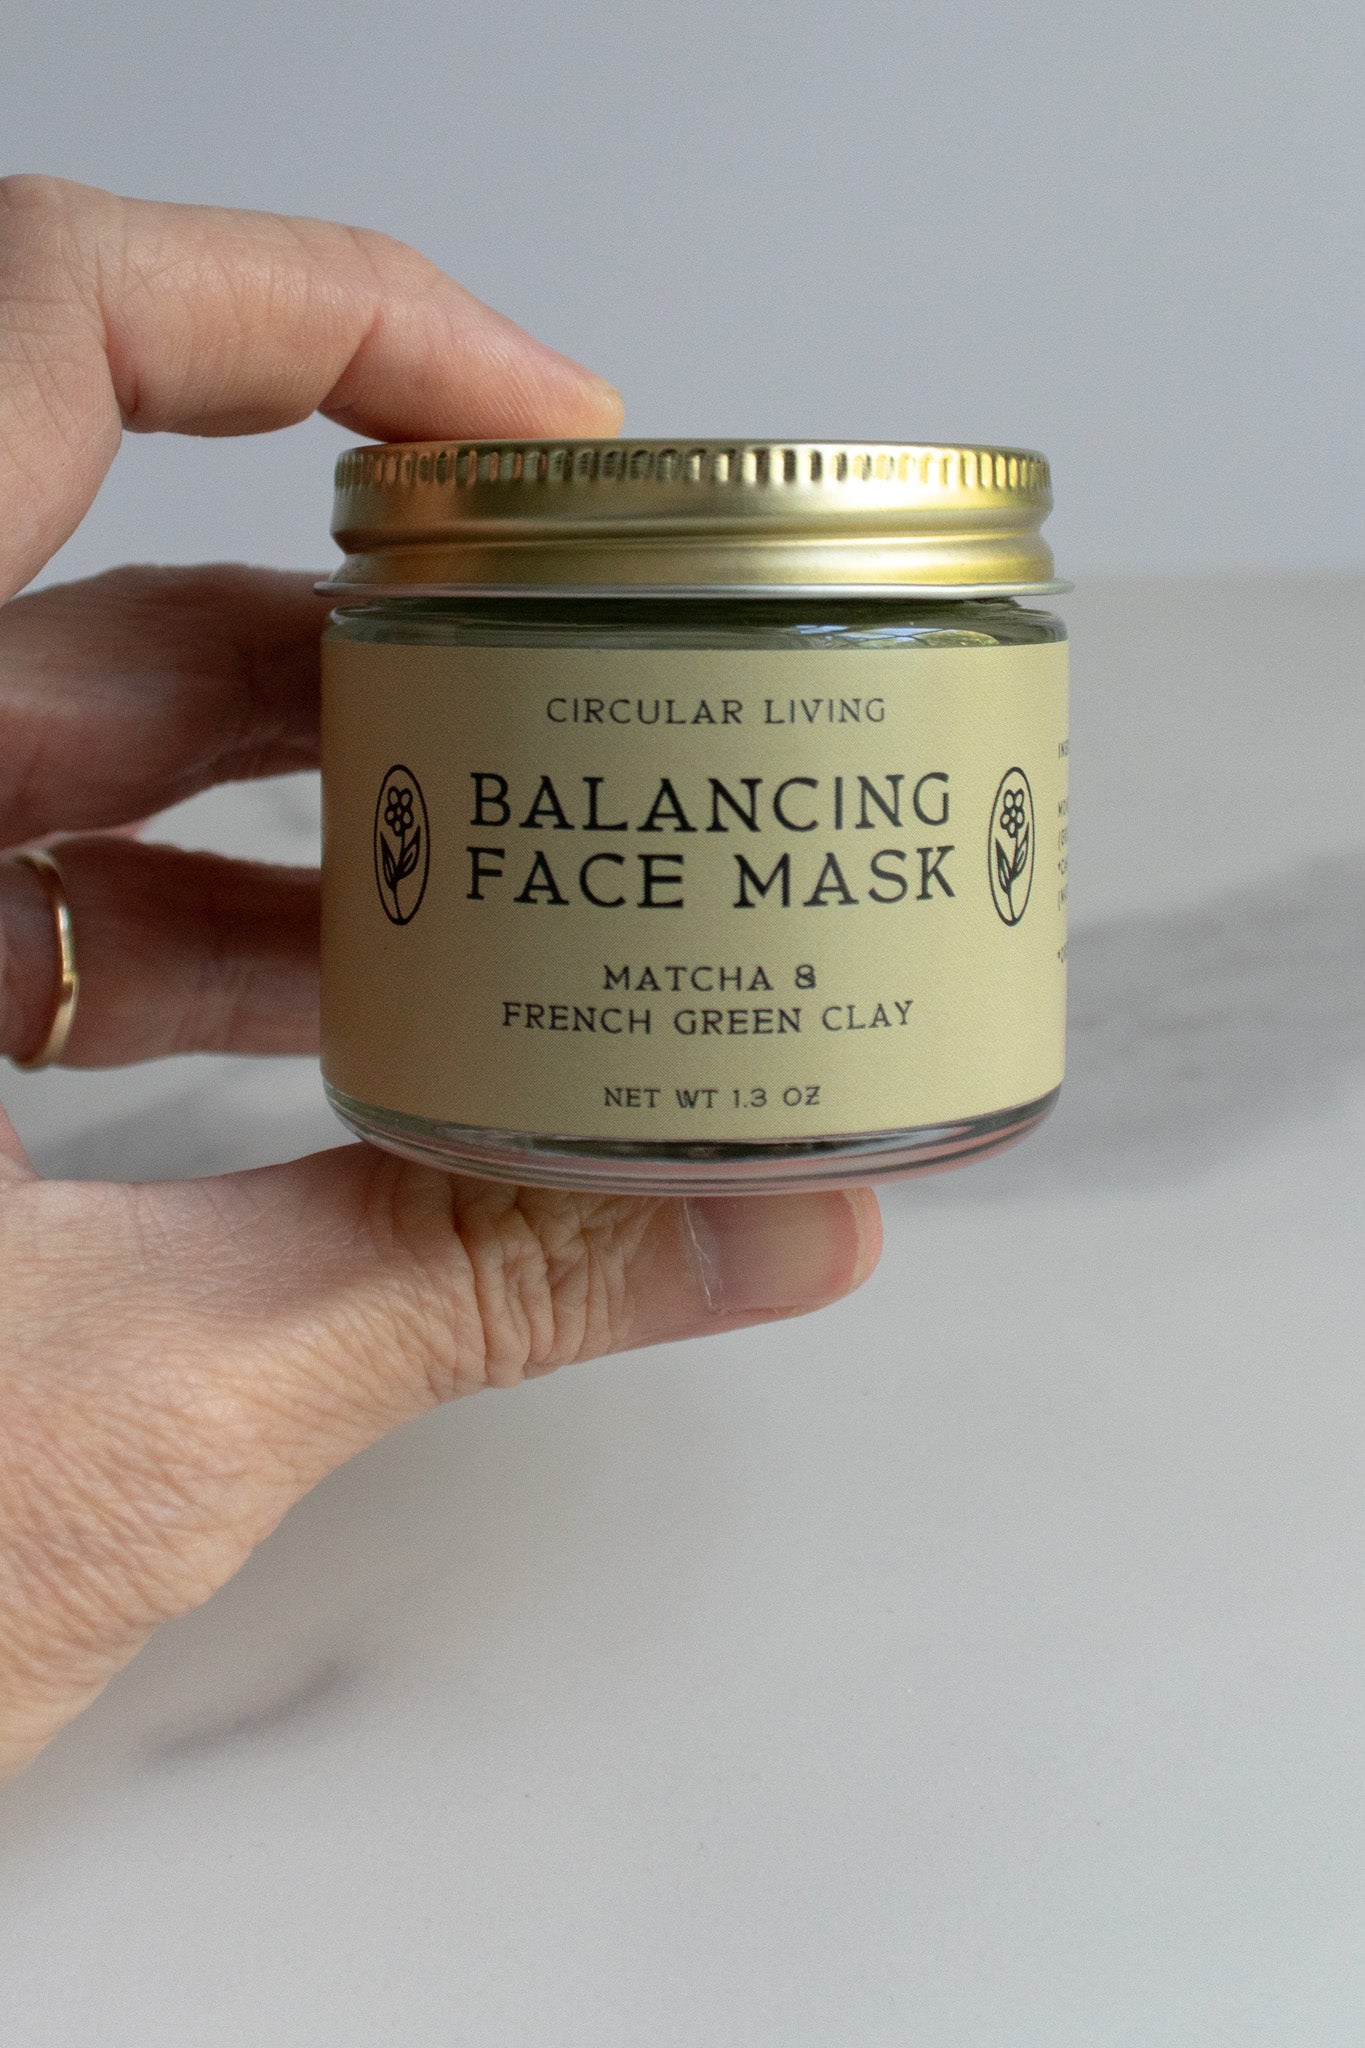 CIRCULAR LIVING
BALANCING
FACE MASK
MATCHA &
FRENCH GREEN CLAY
NET WT 1.3 OZ